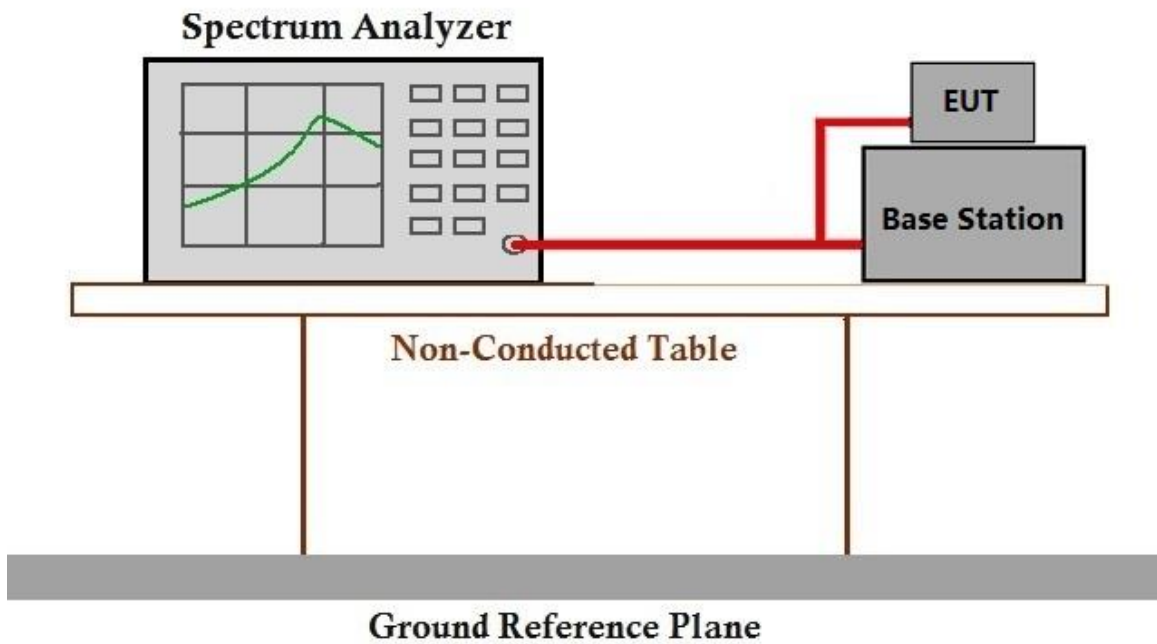 Spectrum Analyzer
EUT
Base Station
Non-Conducted Table
Ground Reference Plane